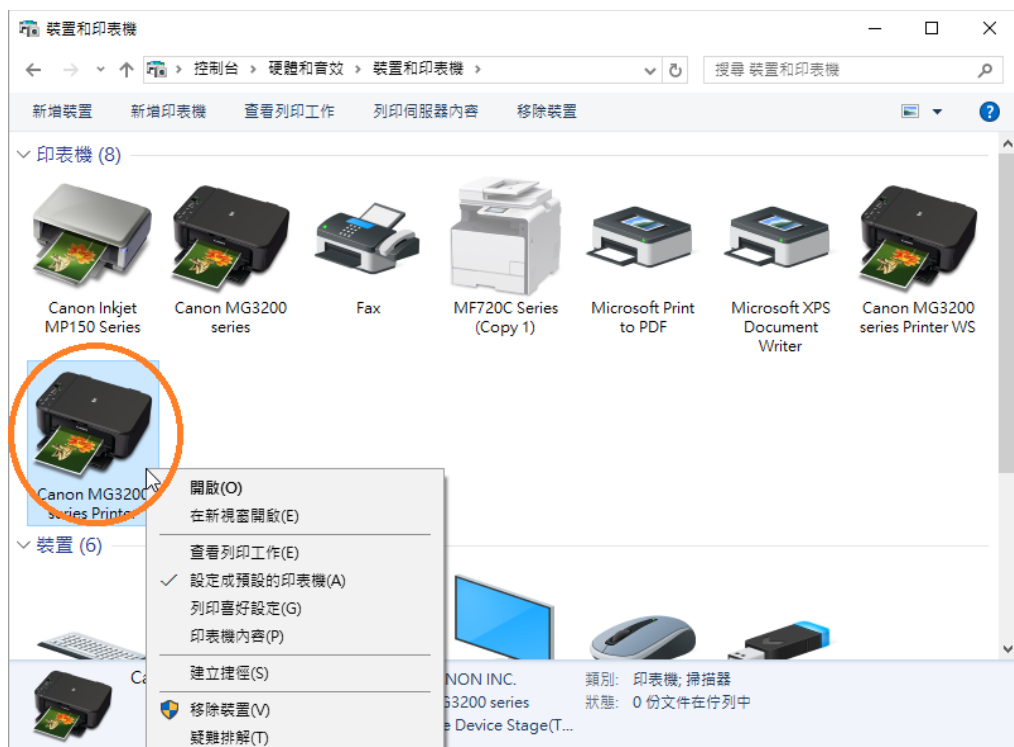 裝置和印表機
控制台 › 硬體和音效 › 裝置和印表機 ›
搜尋 裝置和印表機
新增裝置 新增印表機 查看列印工作 列印伺服器內容 移除裝置
印表機 (8)
Canon Inkjet
MP150 Series
Canon MG3200
series
Fax
MF720C Series
(Copy 1)
Microsoft Print
to PDF
Microsoft XPS
Document
Writer
Canon MG3200
series Printer WS
Canon MG3200
series Printer
開啟(O)
在新視窗開啟(E)
查看列印工作(E)
設定成預設的印表機(A)
列印喜好設定(G)
印表機內容(P)
建立捷徑(S)
移除裝置(V)
疑難排解(T)
裝置 (6)
Ca
NON INC.
類別: 印表機; 掃描器
3200 series
狀態: 0 份文件在佇列中
e Device Stage(T...